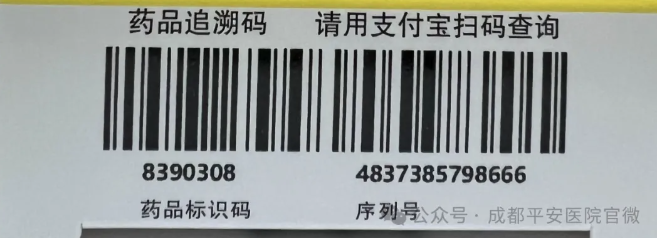 药品追溯码 请用支付宝扫码查询
8390308 4837385798666
药品标识码 序列号
公众号·成都平安医院官微